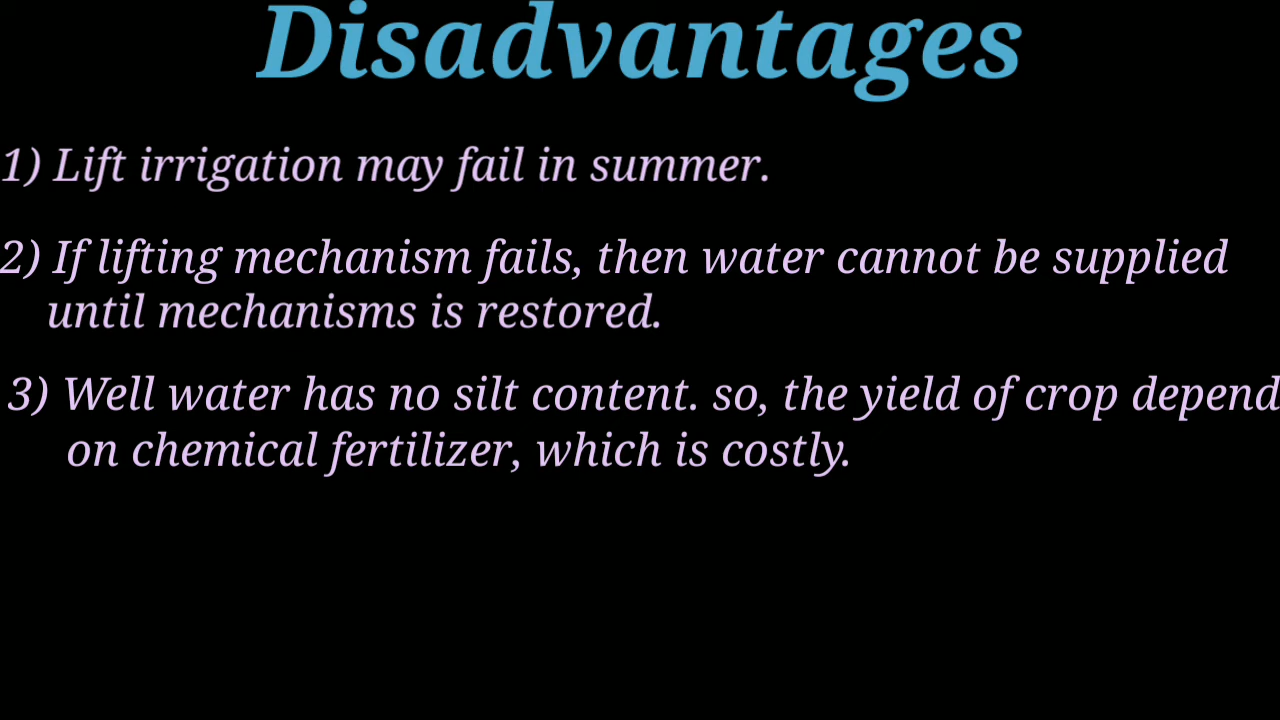 Disadvantages
1) Lift irrigation may fail in summer.
2) If lifting mechanism fails, then water cannot be supplied
until mechanisms is restored.
3) Well water has no silt content. so, the yield of crop depend
on chemical fertilizer, which is costly.